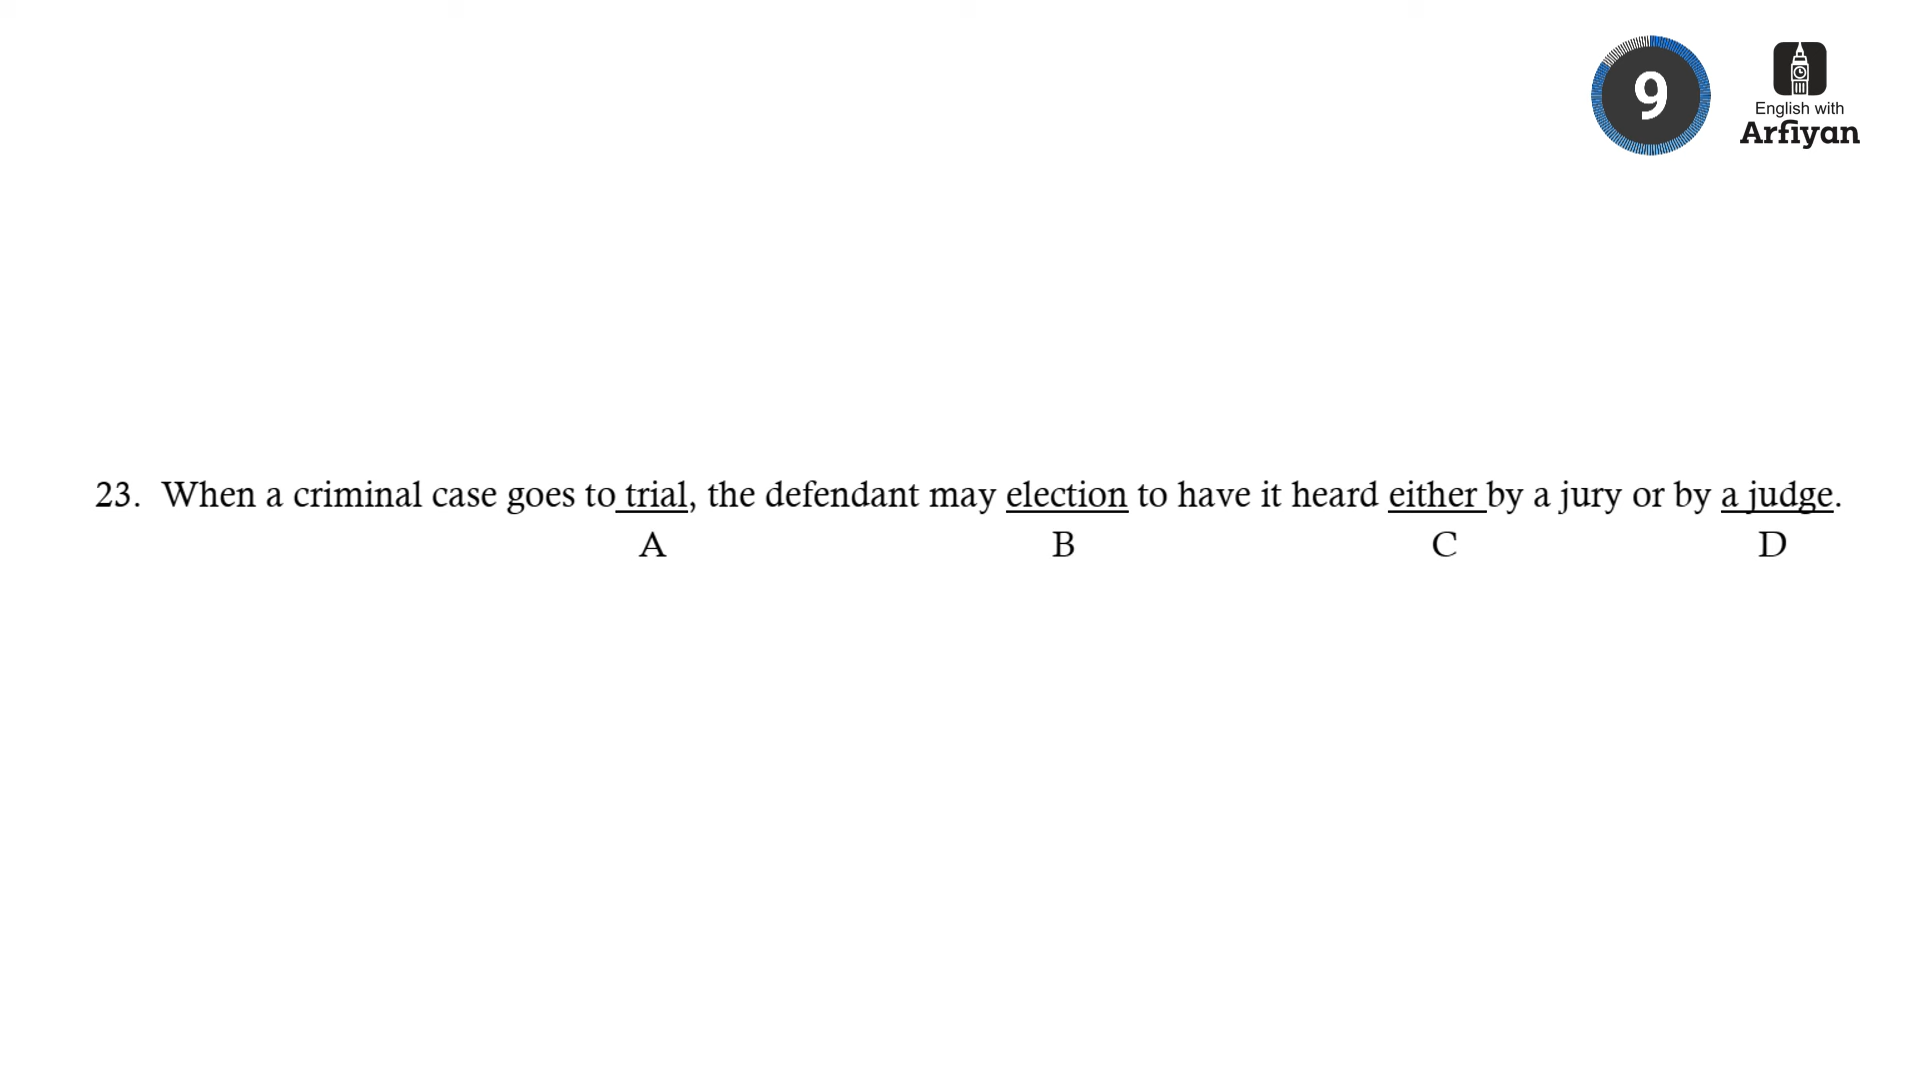 9
English with
Arfiyan
23. When a criminal case goes to trial, the defendant may election to have it heard either by a jury or by a judge.
A B C D